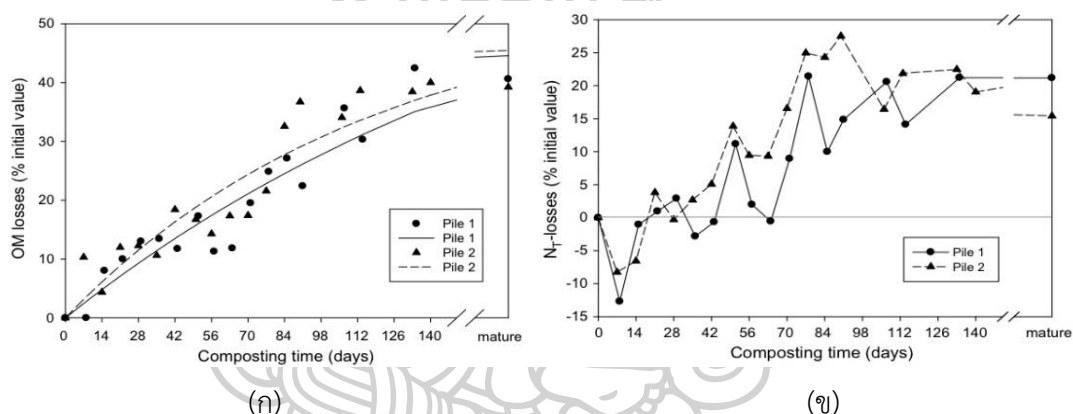 50
40
30
20
10
0
OM losses (% initial value)
Pile 1
Pile 1
Pile 2
Pile 2
0 14 28 42 56 70 84 98 112 126 140 mature
Composting time (days)
(ก)
30
25
20
15
10
5
0
-5
-10
-15
N_T-losses (% initial value)
Pile 1
Pile 2
0 14 28 42 56 70 84 98 112 126 140 mature
Composting time (days)
(ข)